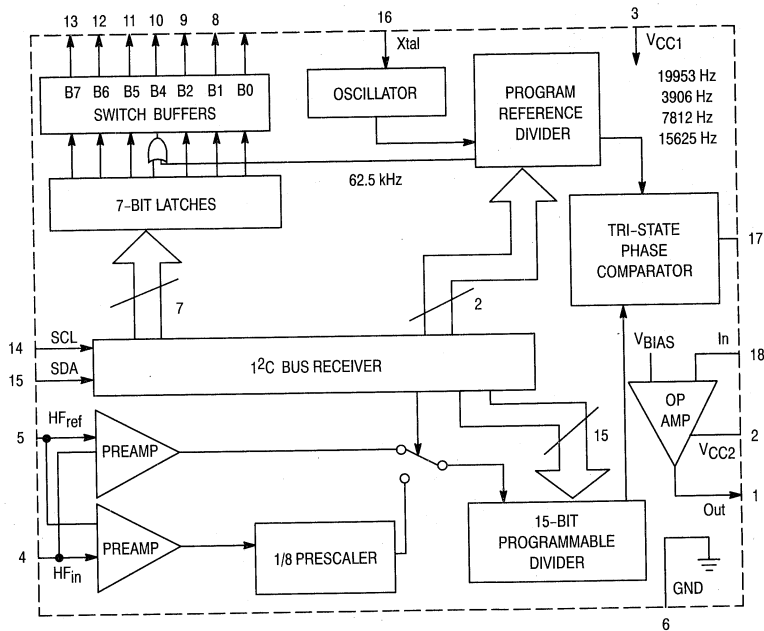 13 12 11 10 9 8
16
3
Xtal
VCC1
B7 B6 B5 B4 B2 B1 B0
SWITCH BUFFERS
OSCILLATOR
PROGRAM
REFERENCE
DIVIDER
19953 Hz
3906 Hz
7812 Hz
15625 Hz
62.5 kHz
7-BIT LATCHES
TRI-STATE
PHASE
COMPARATOR
17
7
2
14 SCL
15 SDA
I²C BUS RECEIVER
VBIAS
In
18
OP
AMP
2
VCC2
1
Out
5
HFref
PREAMP
15
4
HFin
PREAMP
1/8 PRESCALER
15-BIT
PROGRAMMABLE
DIVIDER
GND
6